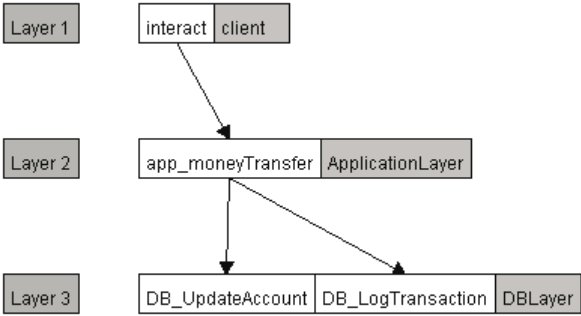 Layer 1 interact client
Layer 2 app_moneyTransfer ApplicationLayer
Layer 3 DB_UpdateAccount DB_LogTransaction DBLayer